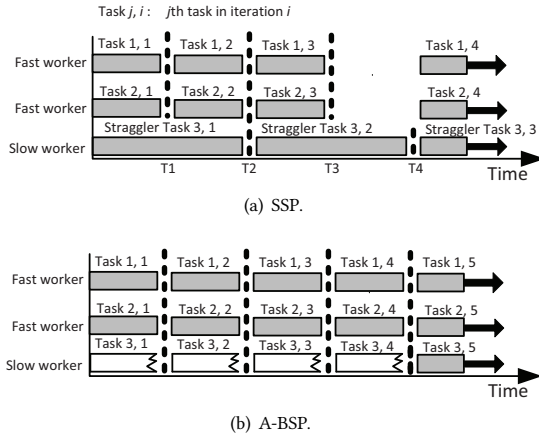 Task j, i : jth task in iteration i
Task 1, 1 Task 1, 2 Task 1, 3 Task 1, 4
Fast worker
Task 2, 1 Task 2, 2 Task 2, 3 Task 2, 4
Fast worker
Straggler Task 3, 1 Straggler Task 3, 2 Straggler Task 3, 3
Slow worker
T1 T2 T3 T4
Time
(a) SSP.
Task 1, 1 Task 1, 2 Task 1, 3 Task 1, 4 Task 1, 5
Fast worker
Task 2, 1 Task 2, 2 Task 2, 3 Task 2, 4 Task 2, 5
Fast worker
Task 3, 1 Task 3, 2 Task 3, 3 Task 3, 4 Task 3, 5
Slow worker
Time
(b) A-BSP.